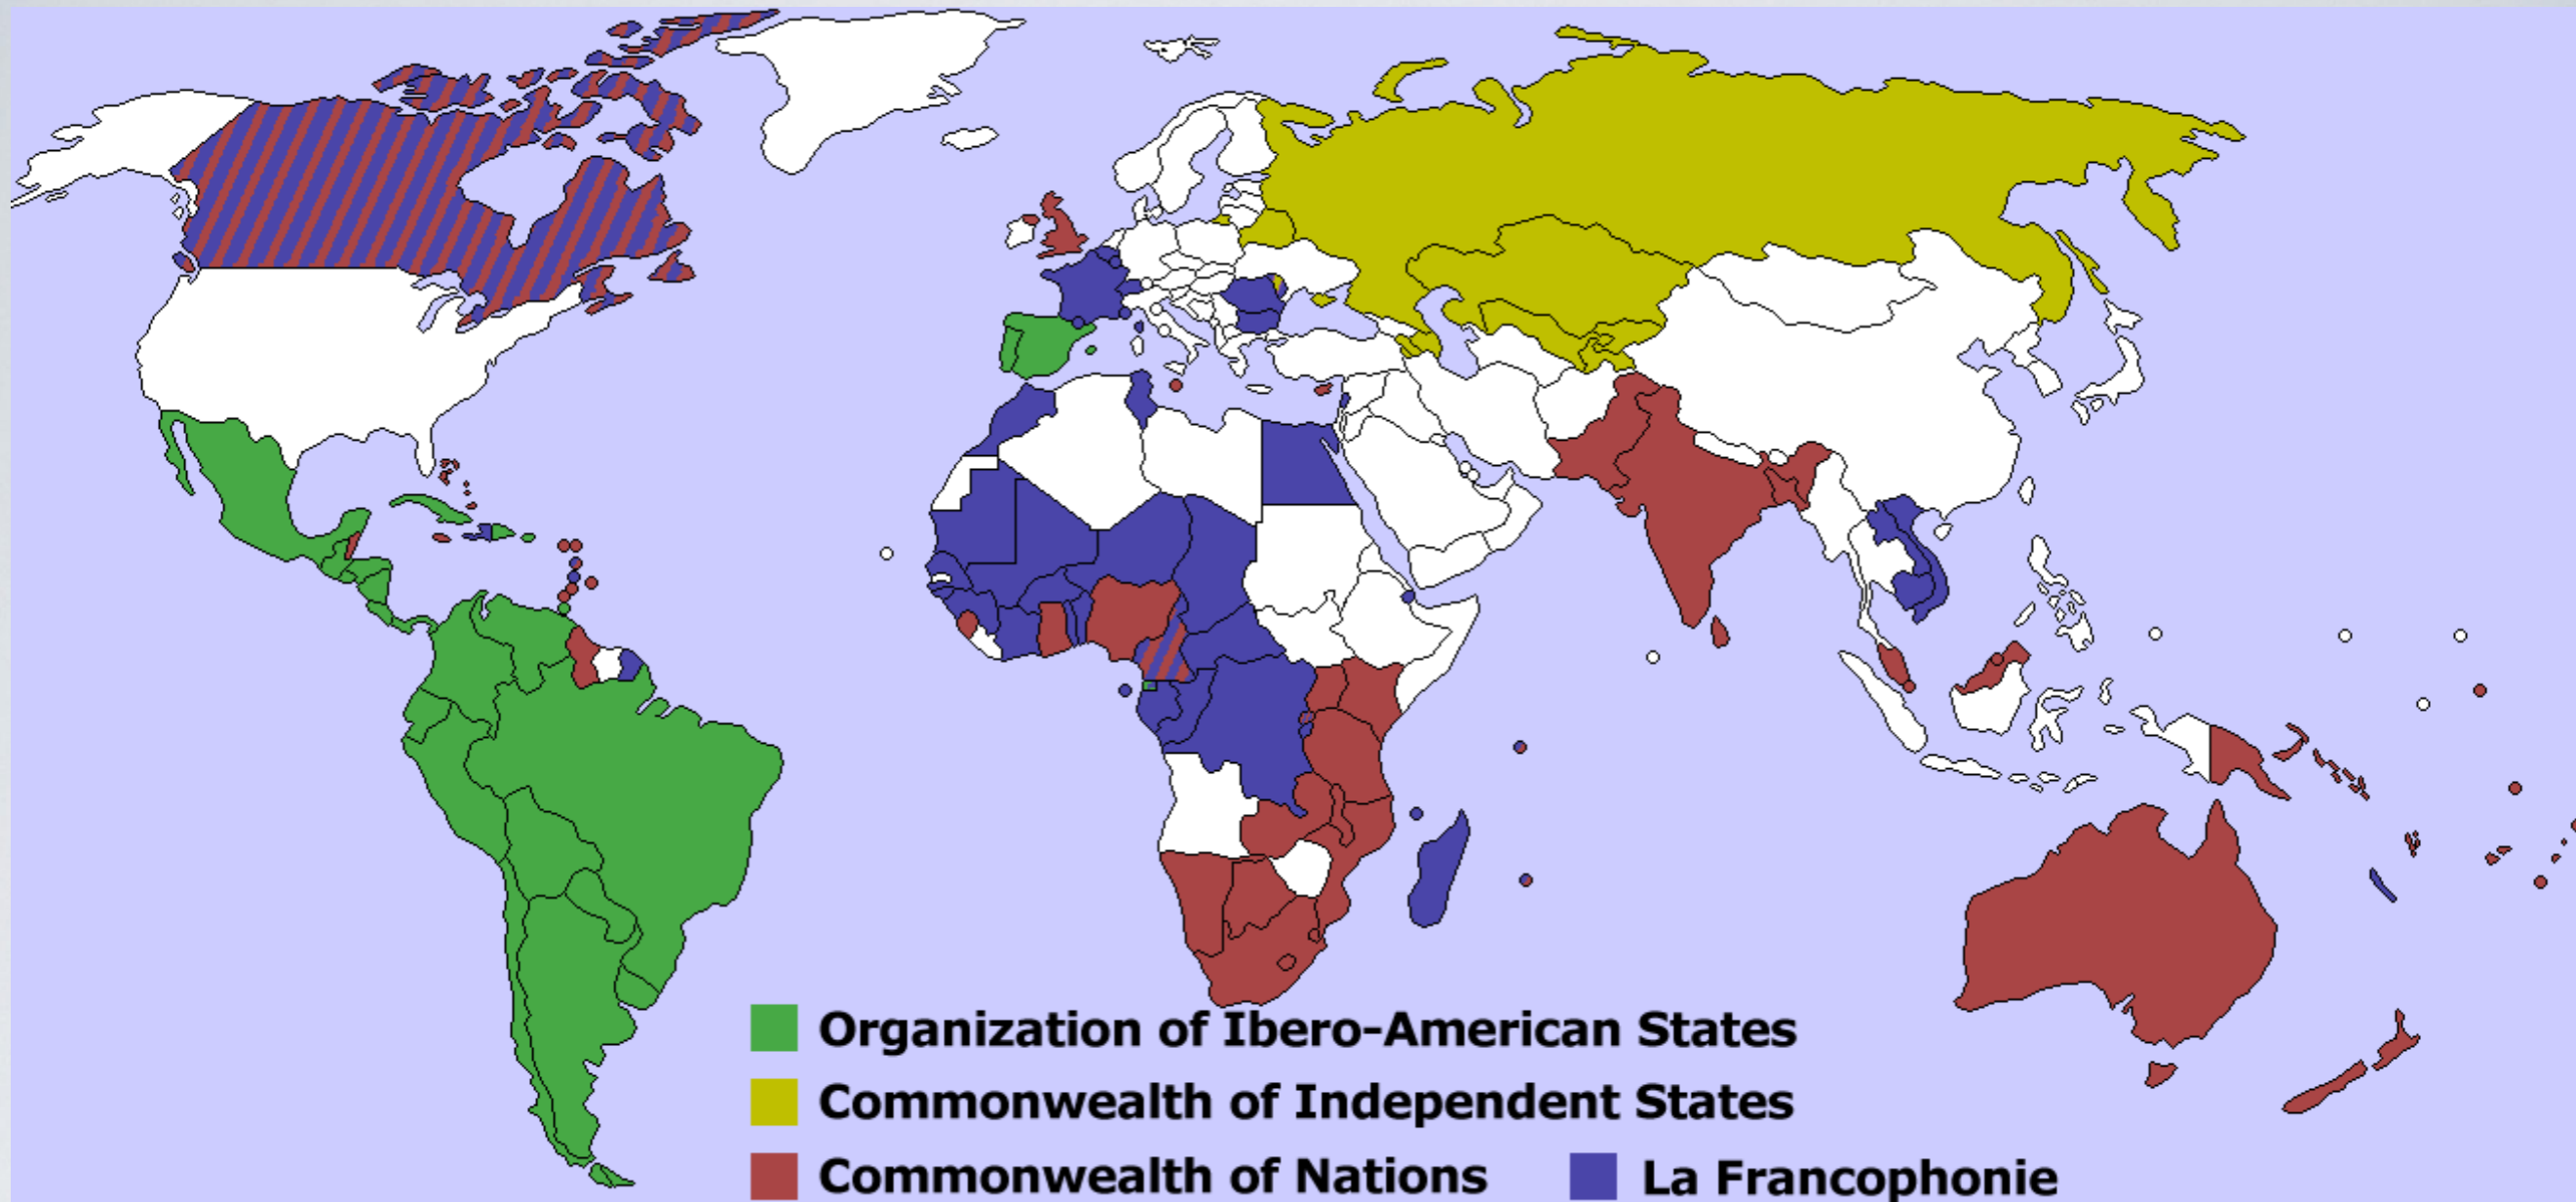 Organization of Ibero-American States
Commonwealth of Independent States
Commonwealth of Nations
La Francophonie